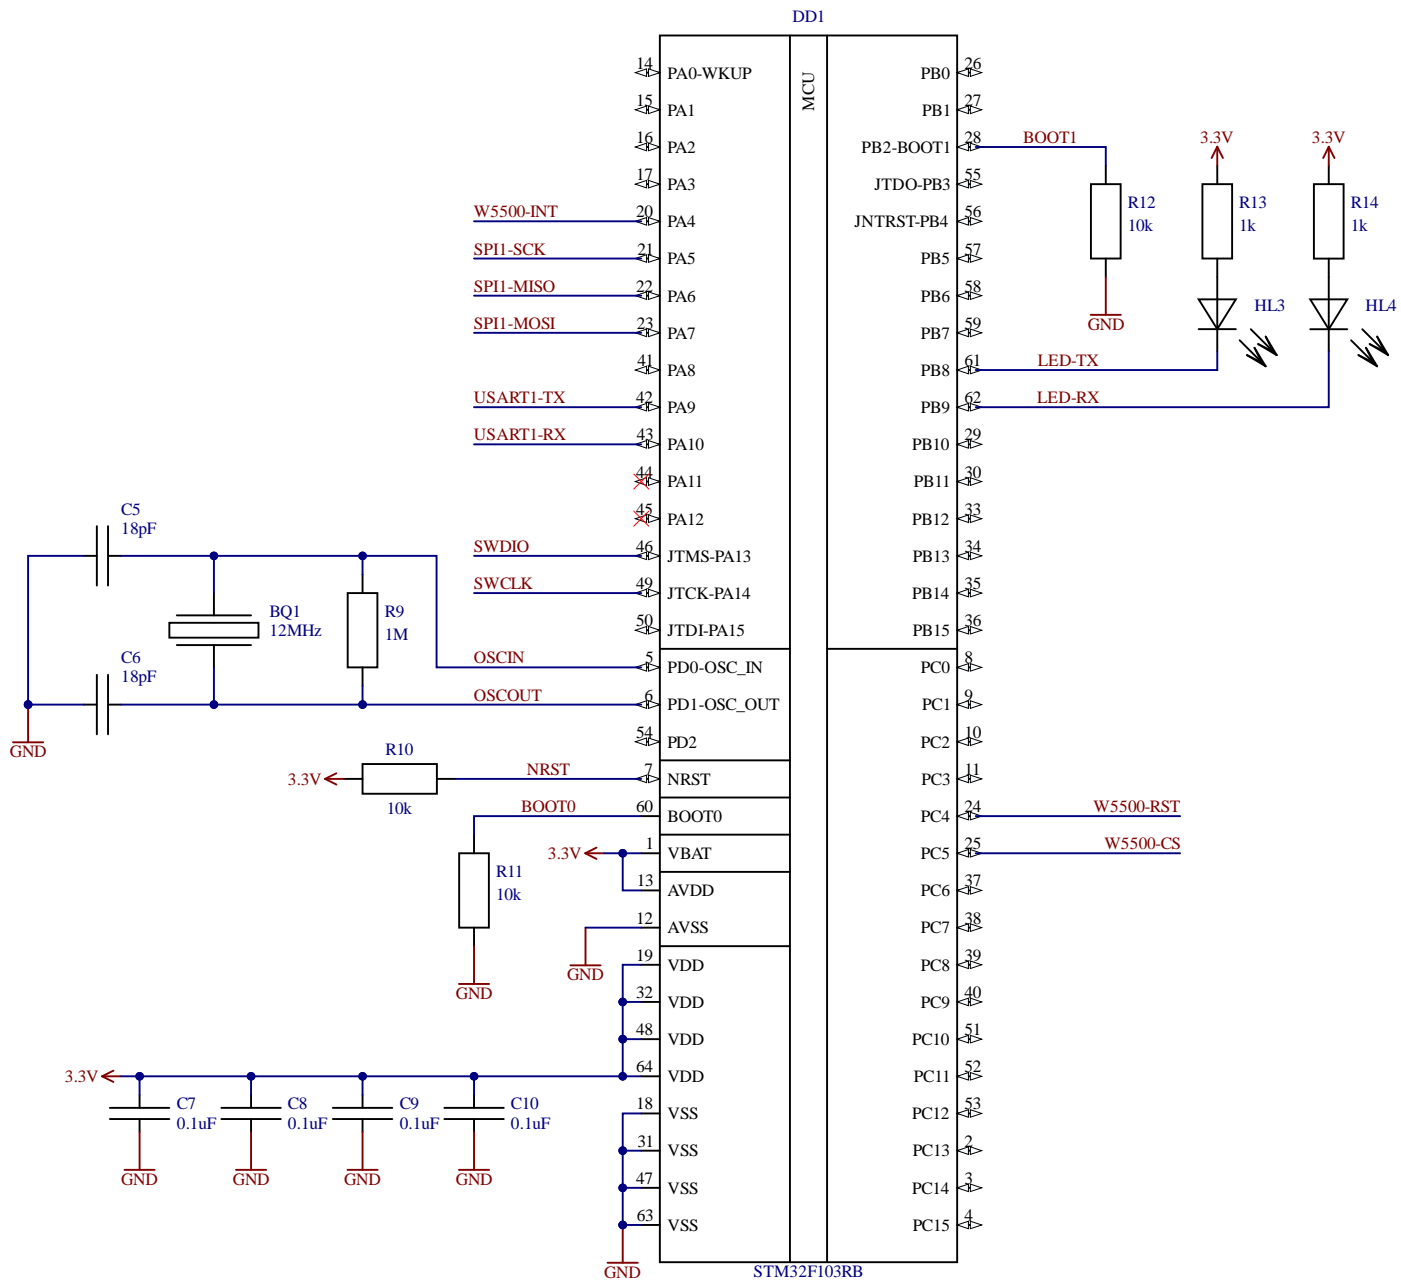 DD1
MCU
14 PA0-WKUP
15 PA1
16 PA2
17 PA3
W5500-INT 20 PA4
SPI1-SCK 21 PA5
SPI1-MISO 22 PA6
SPI1-MOSI 23 PA7
41 PA8
USART1-TX 42 PA9
USART1-RX 43 PA10
44 PA11
45 PA12
SWDIO 46 JTMS-PA13
SWCLK 49 JTCK-PA14
50 JTDI-PA15
OSCIN 5 PD0-OSC_IN
OSCOUT 6 PD1-OSC_OUT
54 PD2
NRST 7 NRST
BOOT0 60 BOOT0
3.3V 1 VBAT
13 AVDD
12 AVSS
GND
19 VDD
32 VDD
48 VDD
64 VDD
18 VSS
31 VSS
47 VSS
63 VSS
GND
STM32F103RB
PB0 26
PB1 27
PB2-BOOT1 28 BOOT1
JTDO-PB3 55
JNTRST-PB4 56
PB5 57
PB6 58
PB7 59
PB8 61 LED-TX
PB9 62 LED-RX
PB10 29
PB11 30
PB12 33
PB13 34
PB14 35
PB15 36
PC0 8
PC1 9
PC2 10
PC3 11
PC4 24 W5500-RST
PC5 25 W5500-CS
PC6 37
PC7 38
PC8 39
PC9 40
PC10 51
PC11 52
PC12 53
PC13 2
PC14 3
PC15 4
R12
10k
GND
3.3V
R13
1k
HL3
3.3V
R14
1k
HL4
C5
18pF
BQ1
12MHz
R9
1M
C6
18pF
GND
R10
3.3V
10k
R11
10k
GND
3.3V
C7
0.1uF
GND
C8
0.1uF
GND
C9
0.1uF
GND
C10
0.1uF
GND